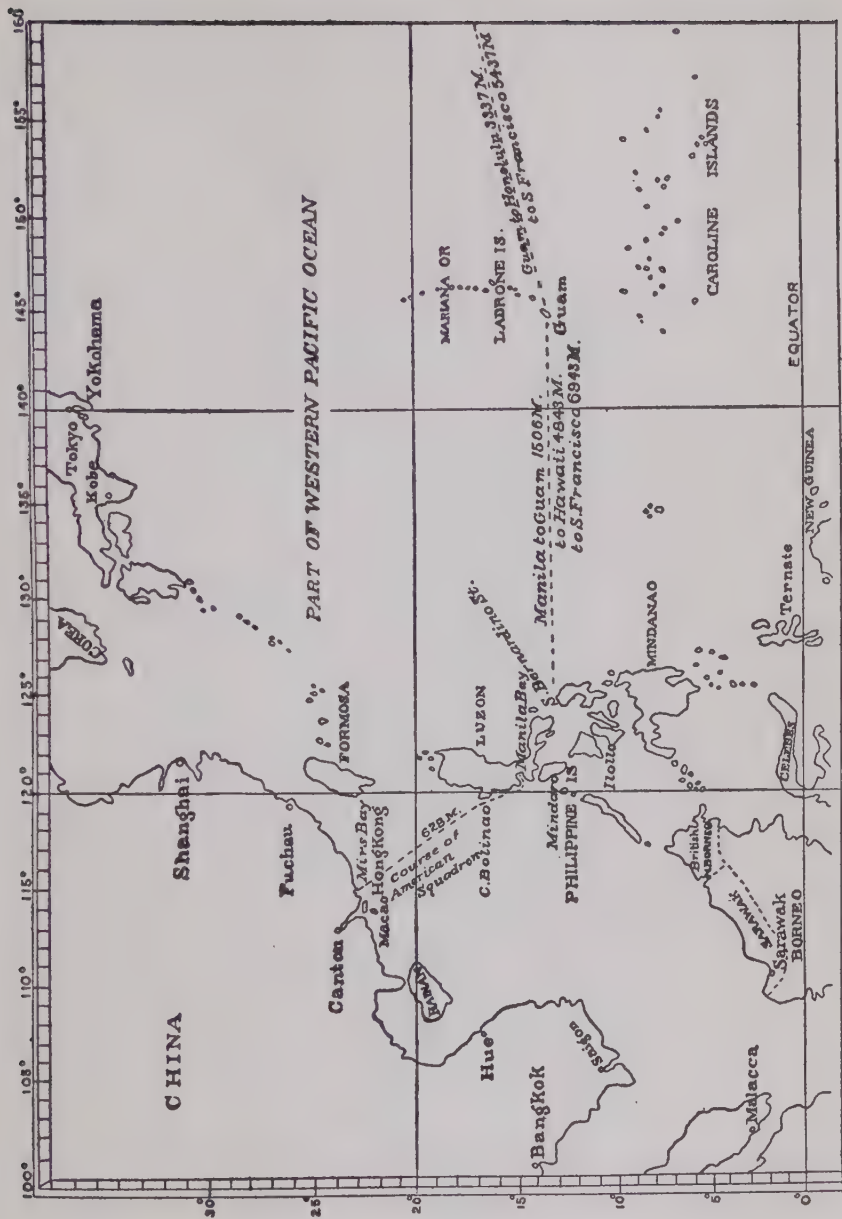 100°
105°
110°
115°
120°
125°
130°
135°
140°
145°
150°
155°
160°
30°
25°
20°
15°
10°
5°
0°
CHINA
COREA
Tokyo
Yokohama
Kobe
Shanghai
Fuchau
FORMOSA
PART OF WESTERN PACIFIC OCEAN
Canton
Macao
HongKong
Mirs Bay
628 M.
Course of
American
Squadron
HAINAN
Hue
Bangkok
Saigon
C. Bolinao
LUZON
Manila Bay
S. Bernardino St.
Mindoro
PHILIPPINE IS
Iloilo
MINDANAO
Manila to Guam 1506 M.
to Hawaii 4843 M.
to S. Francisco 6943 M.
MARIANA OR
LADRONE IS.
Guam to Honolulu 3337 M.
to S. Francisco 5437 M
Guam
CAROLINE ISLANDS
EQUATOR
British
N. BORNEO
SARAWAK
Sarawak
BORNEO
CELEBES
Ternate
NEW GUINEA
Malacca